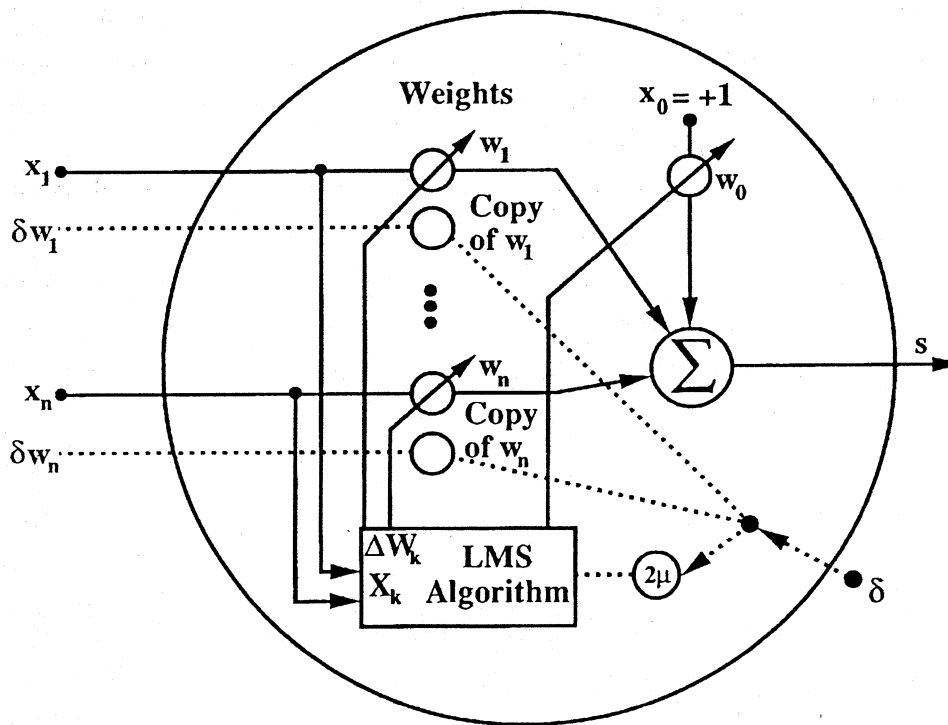 Weights
x₀ = +1
x₁
w₁
w₀
δw₁
Copy
of w₁
Σ
s
xₙ
wₙ
Copy
of wₙ
δwₙ
ΔWₖ LMS
Xₖ Algorithm
2μ
δ